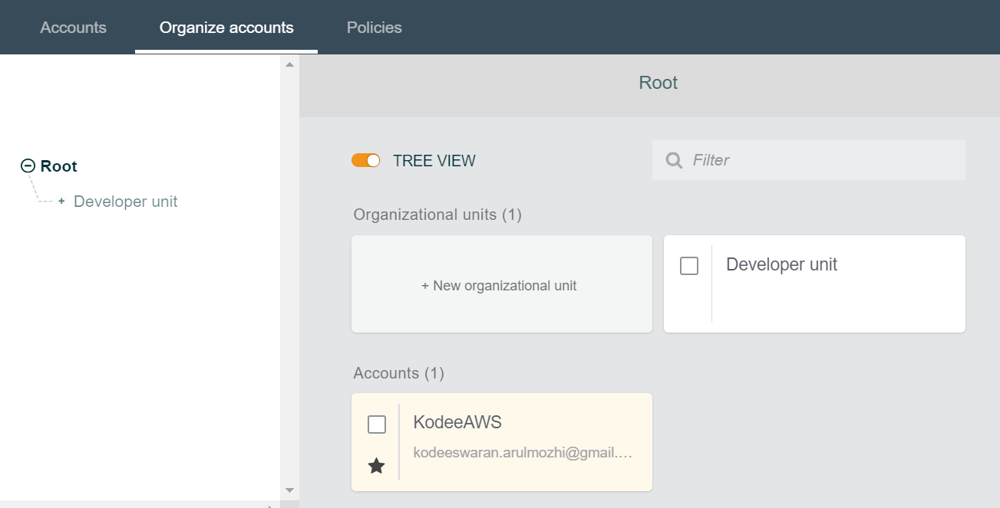 Accounts Organize accounts Policies
Root
Root
+ Developer unit
TREE VIEW
Filter
Organizational units (1)
+ New organizational unit
Developer unit
Accounts (1)
KodeeAWS
kodeeswaran.arulmozhi@gmail....